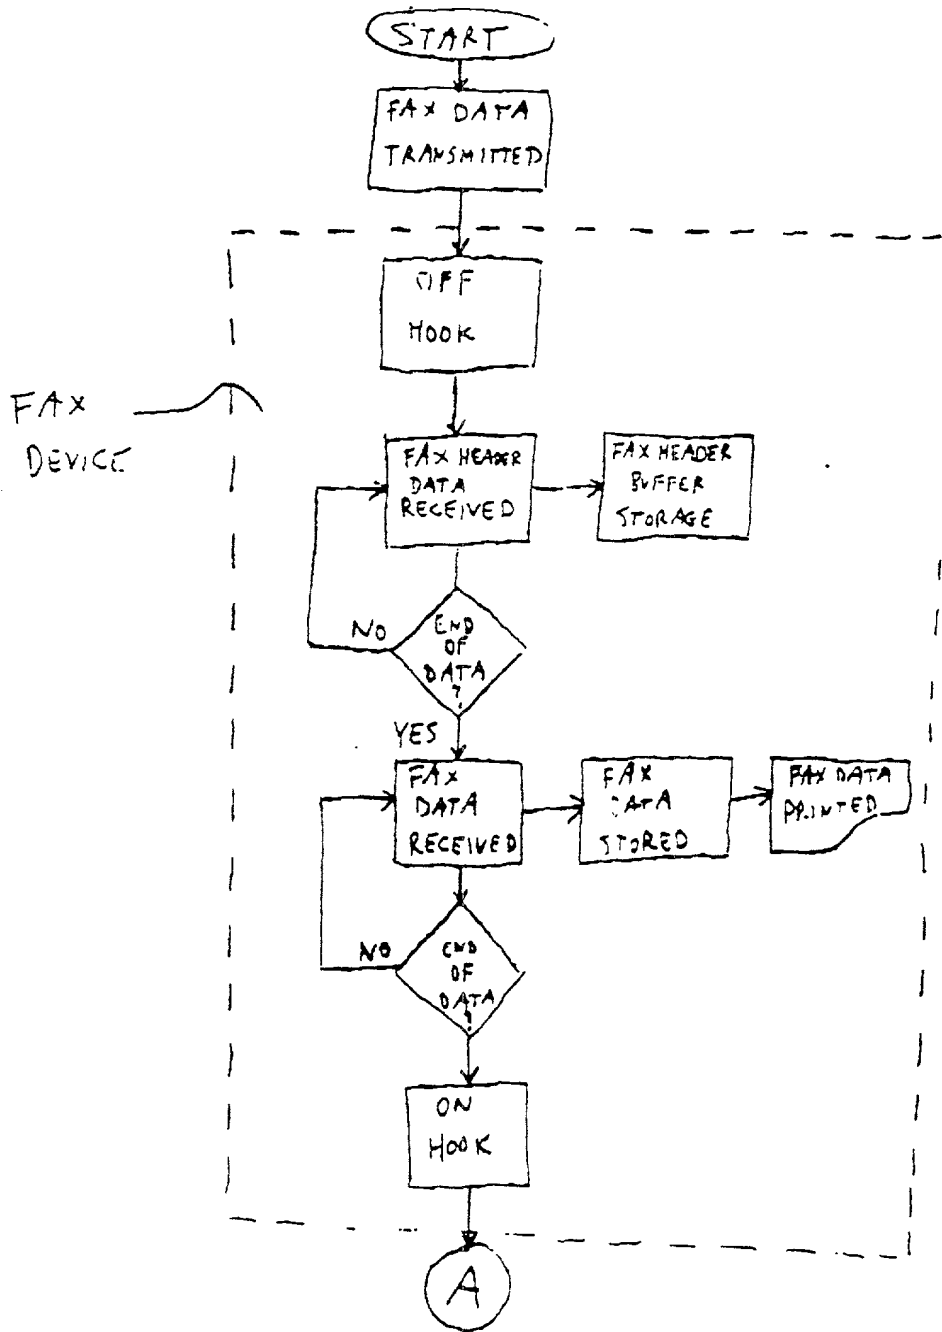 START
FAX DATA
TRANSMITTED
OFF
HOOK
FAX
DEVICE
FAX HEADER
DATA
RECEIVED
FAX HEADER
BUFFER
STORAGE
NO
END
OF
DATA
?
YES
FAX
DATA
RECEIVED
FAX
DATA
STORED
FAX DATA
PRINTED
NO
END
OF
DATA
?
ON
HOOK
A